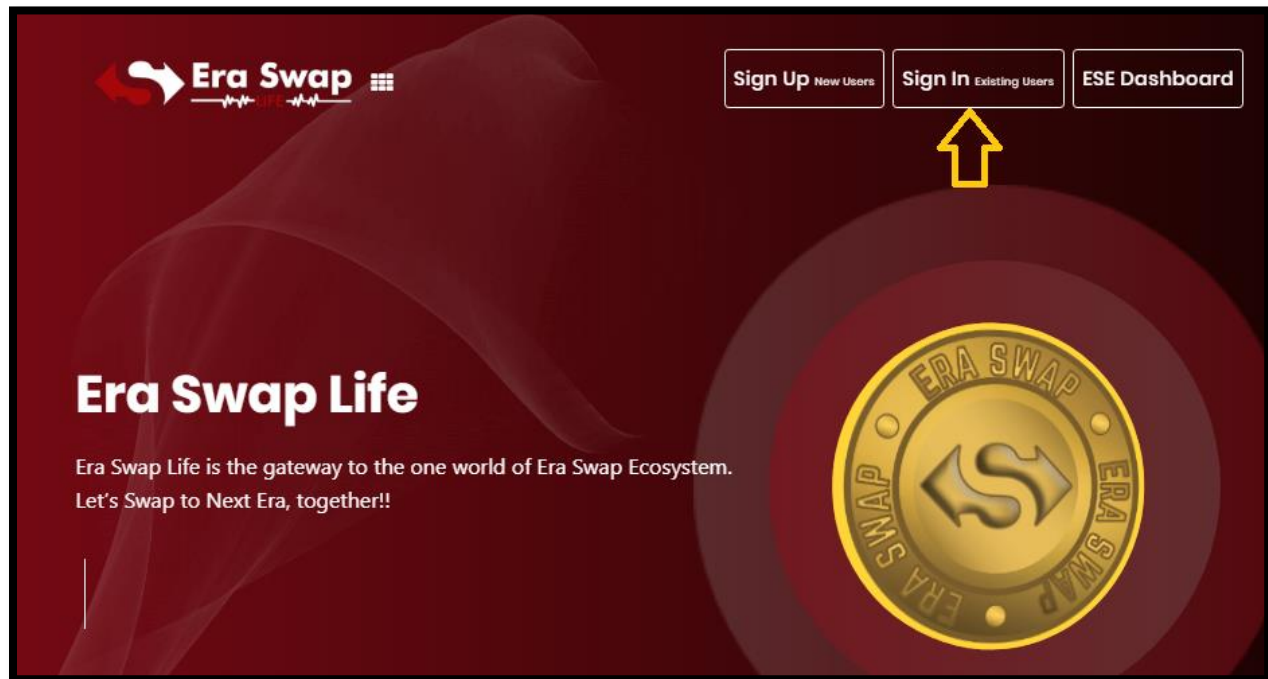 Era Swap
LIFE
Sign Up New Users
Sign In Existing Users
ESE Dashboard
Era Swap Life
Era Swap Life is the gateway to the one world of Era Swap Ecosystem.
Let's Swap to Next Era, together!!
ERA SWAP
ERA SWAP
ERA SWAP
ERA SWAP